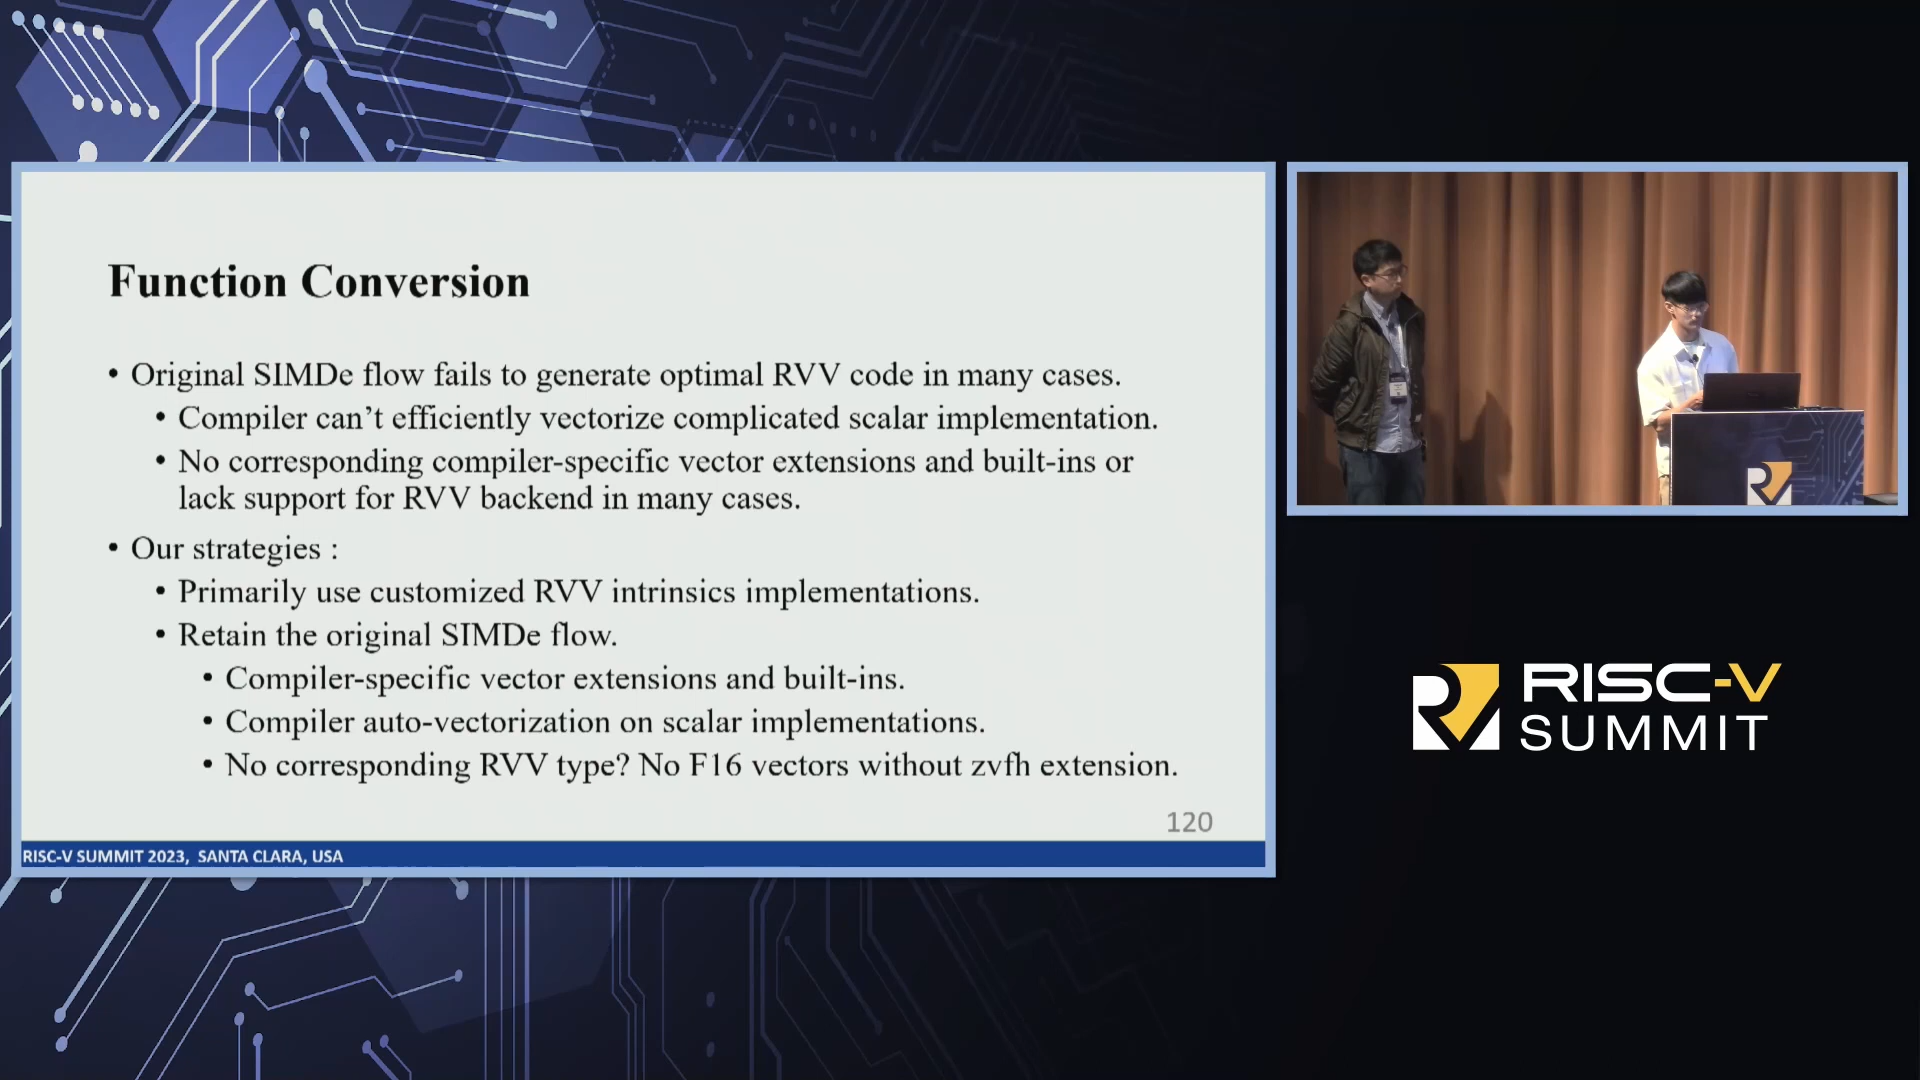 Function Conversion
• Original SIMDe flow fails to generate optimal RVV code in many cases.
• Compiler can’t efficiently vectorize complicated scalar implementation.
• No corresponding compiler-specific vector extensions and built-ins or
lack support for RVV backend in many cases.
• Our strategies :
• Primarily use customized RVV intrinsics implementations.
• Retain the original SIMDe flow.
• Compiler-specific vector extensions and built-ins.
• Compiler auto-vectorization on scalar implementations.
• No corresponding RVV type? No F16 vectors without zvfh extension.
120
RISC-V SUMMIT 2023, SANTA CLARA, USA
RISC-V
SUMMIT